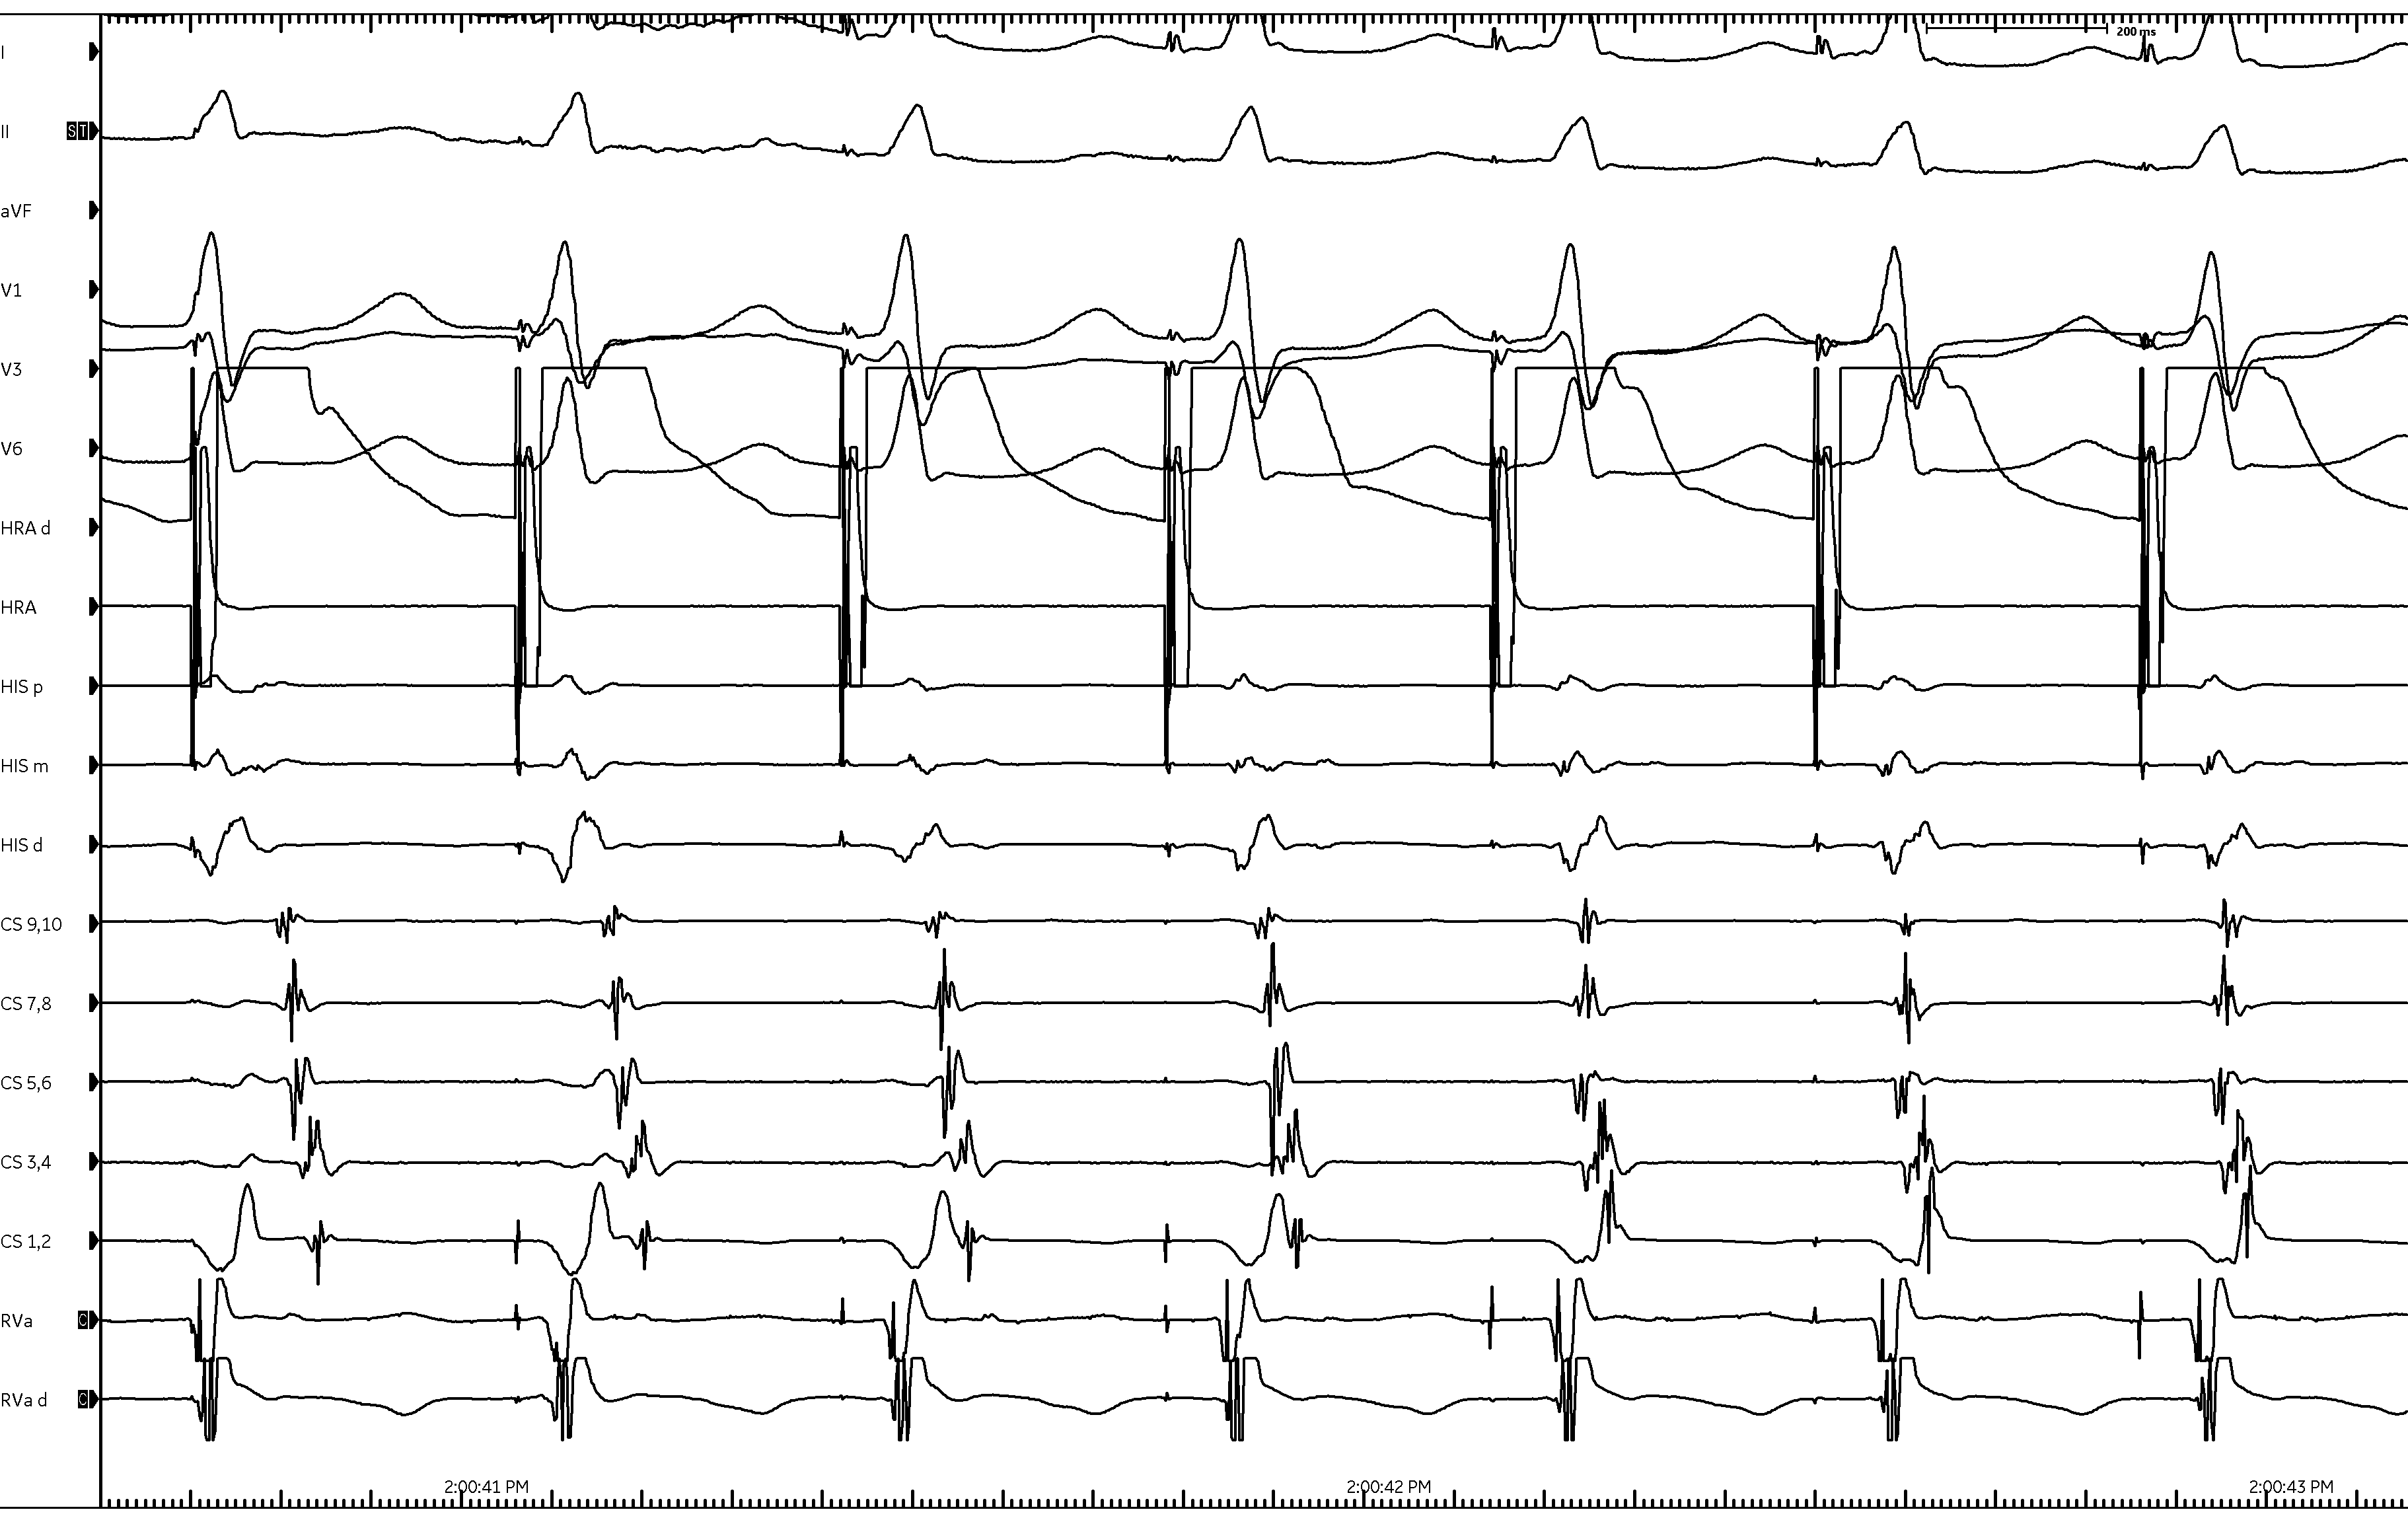 200 ms
I
II ST
aVF
V1
V3
V6
HRA d
HRA
HIS p
HIS m
HIS d
CS 9,10
CS 7,8
CS 5,6
CS 3,4
CS 1,2
RVa C
RVa d C
2:00:41 PM 2:00:42 PM 2:00:43 PM